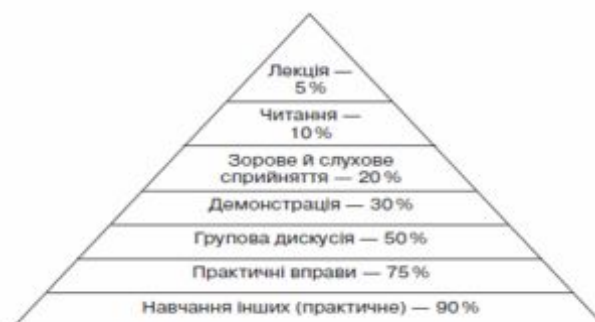 Лекція —
5 %
Читання —
10 %
Зорове й слухове
сприйняття — 20 %
Демонстрація — 30 %
Групова дискусія — 50 %
Практичні вправи — 75 %
Навчання інших (практичне) — 90 %